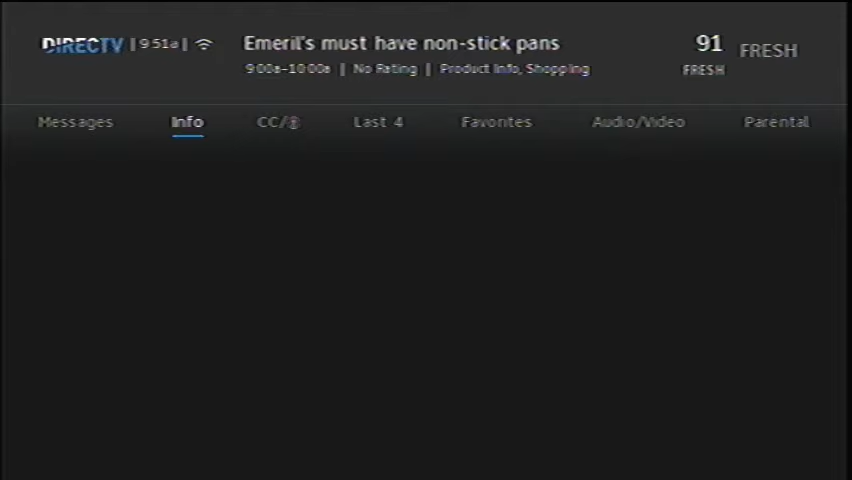 DIRECTV | 9:51a | Emeril's must have non-stick pans 91 FRESH
9:00a-10:00a | No Rating | Product Info, Shopping FRESH
Messages Info CC/ Last 4 Favorites Audio/Video Parental